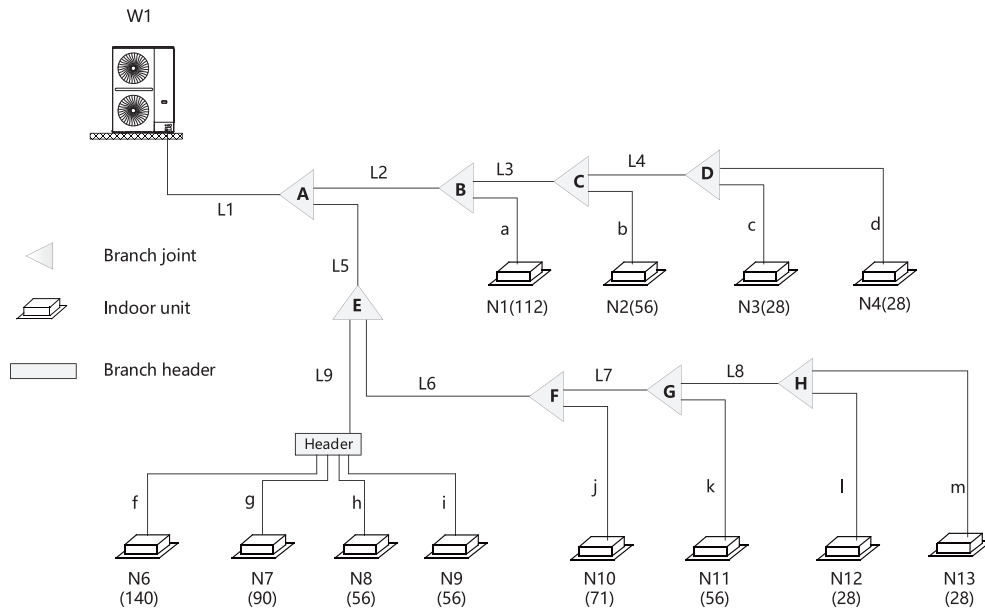 W1
L1
A
L2
B
L3
C
L4
D
a
b
c
d
N1(112)
N2(56)
N3(28)
N4(28)
Branch joint
Indoor unit
Branch header
L5
E
L9
L6
F
L7
G
L8
H
Header
f
g
h
i
j
k
l
m
N6
(140)
N7
(90)
N8
(56)
N9
(56)
N10
(71)
N11
(56)
N12
(28)
N13
(28)